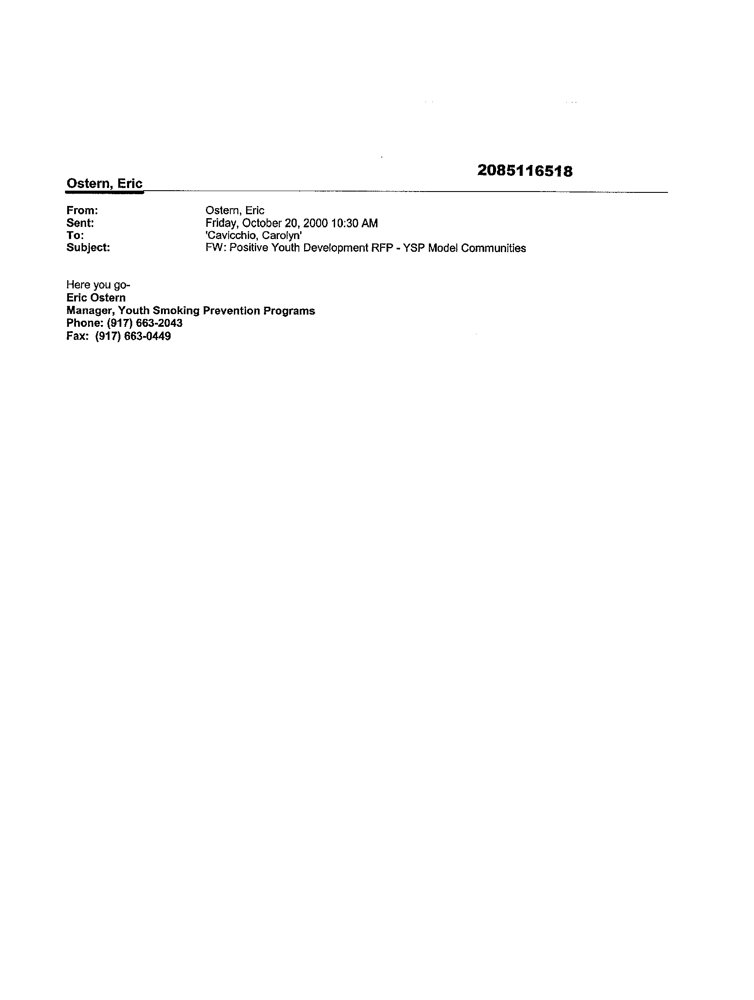 2085116518
Ostern, Eric
From: Ostern, Eric
Sent: Friday, October 20, 2000 10:30 AM
To: 'Cavicchio, Carolyn'
Subject: FW: Positive Youth Development RFP - YSP Model Communities
Here you go-
Eric Ostern
Manager, Youth Smoking Prevention Programs
Phone: (917) 663-2043
Fax: (917) 663-0449